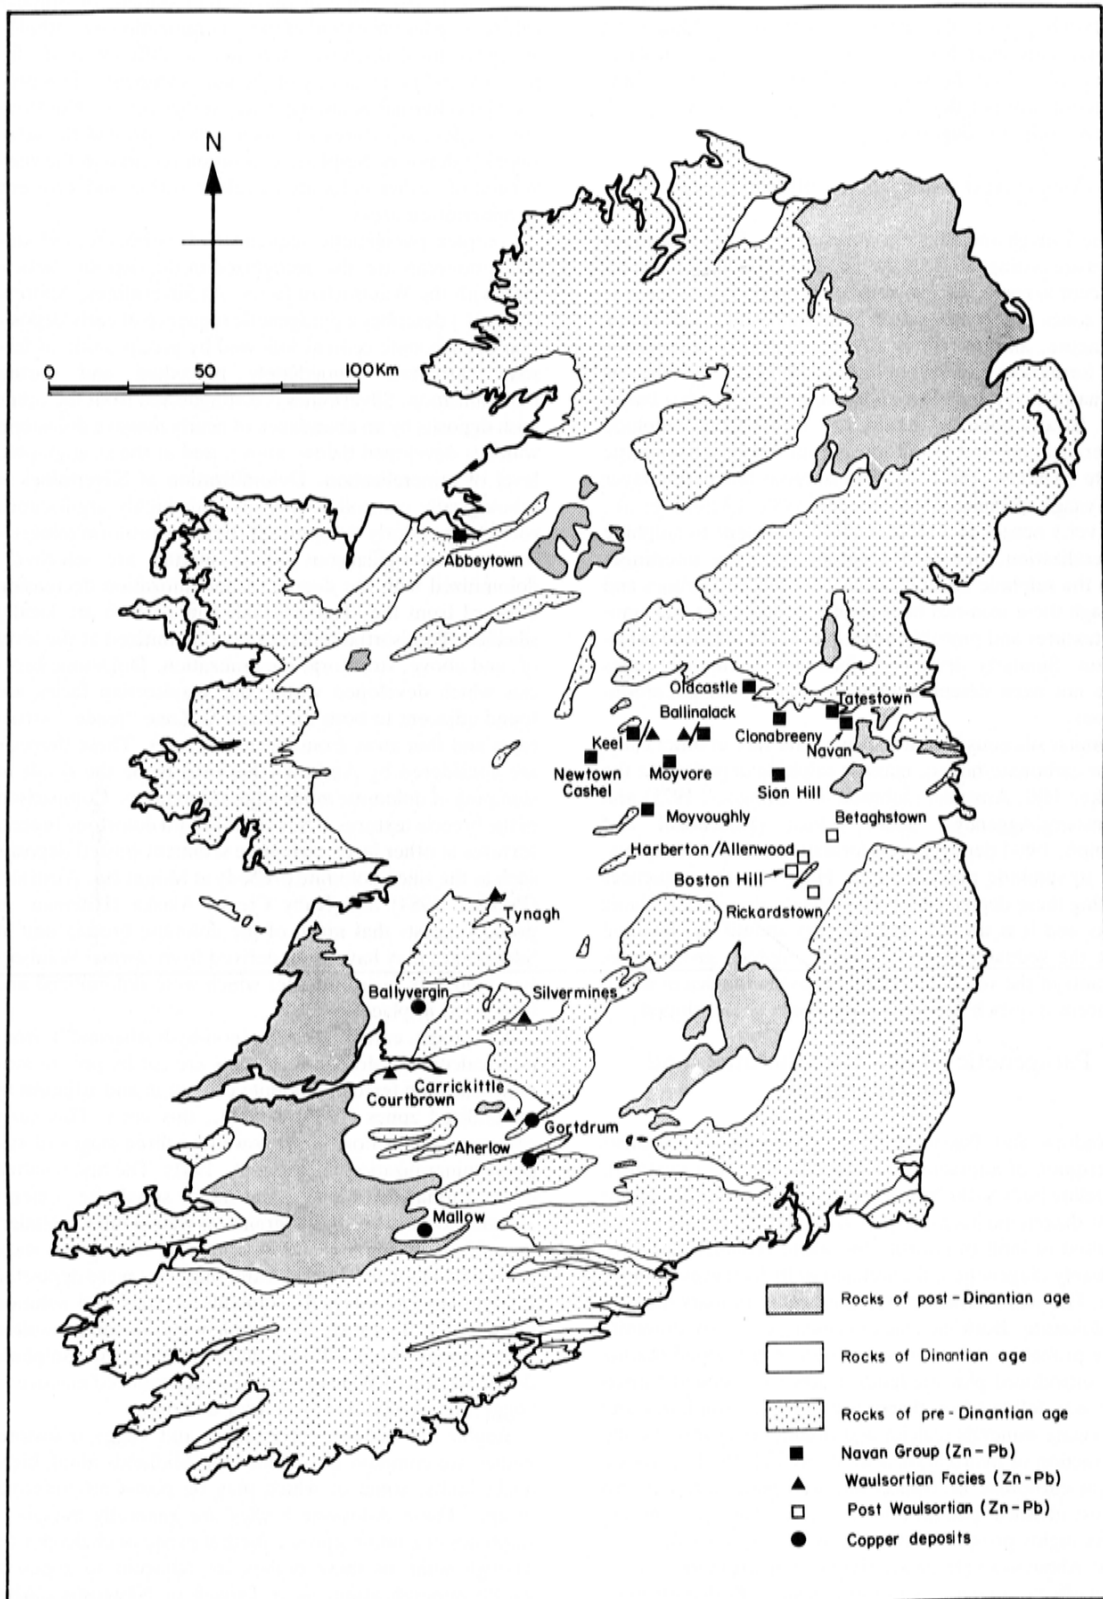 N
0 50 100 Km
Abbeytown
Oldcastle
Tatestown
Ballinalack
Clonabreeny
Keel
Navan
Newtown
Cashel
Moyvore
Sion Hill
Moyvoughly
Betaghstown
Harberton/Allenwood
Boston Hill
Rickardstown
Tynagh
Ballyvergin
Silvermines
Carrickittle
Courtbrown
Gortdrum
Aherlow
Mallow
Rocks of post-Dinantian age
Rocks of Dinantian age
Rocks of pre-Dinantian age
Navan Group (Zn-Pb)
Waulsortian Facies (Zn-Pb)
Post Waulsortian (Zn-Pb)
Copper deposits